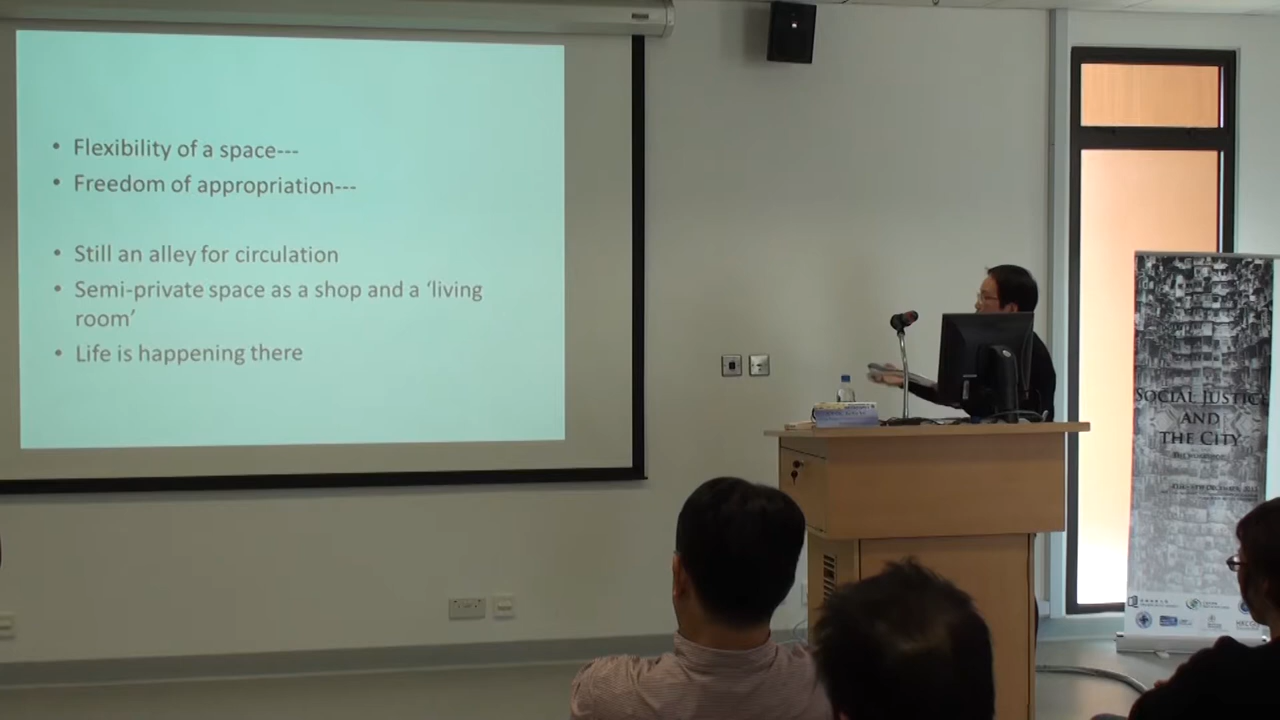 • Flexibility of a space---
• Freedom of appropriation---
• Still an alley for circulation
• Semi-private space as a shop and a ‘living
room’
• Life is happening there
SOCIAL JUSTICE
AND
THE CITY